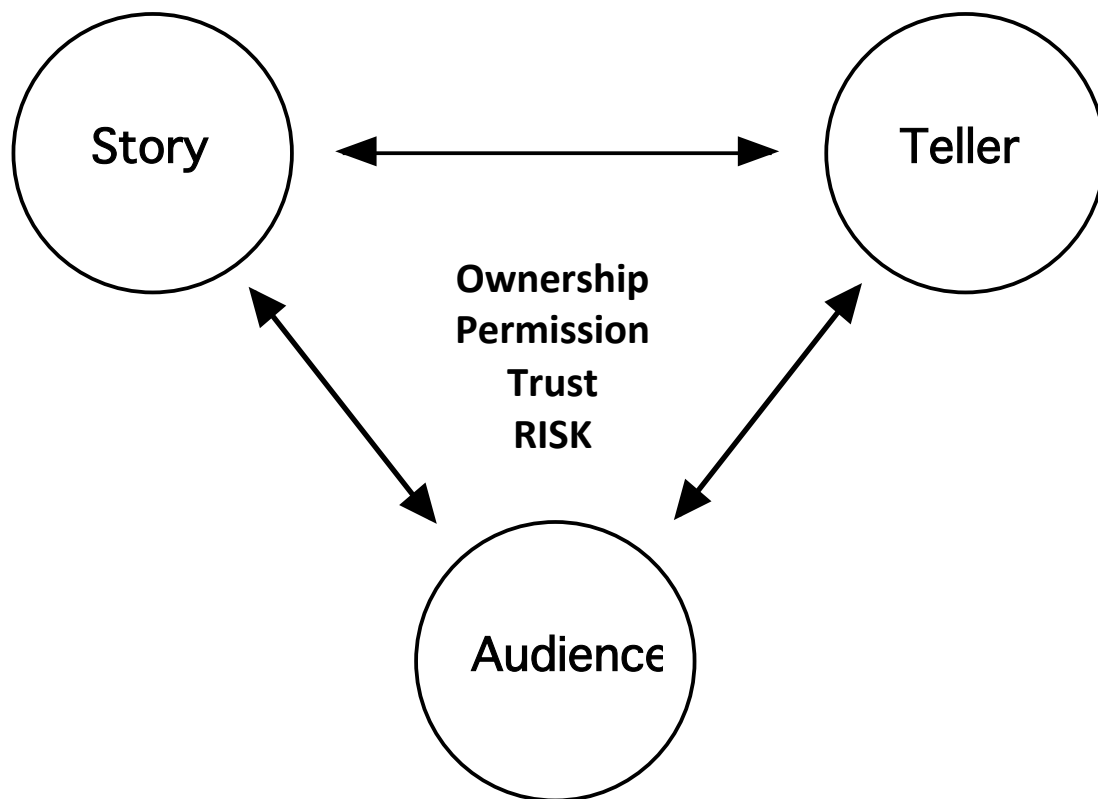 Story
Teller
Ownership
Permission
Trust
RISK
Audience